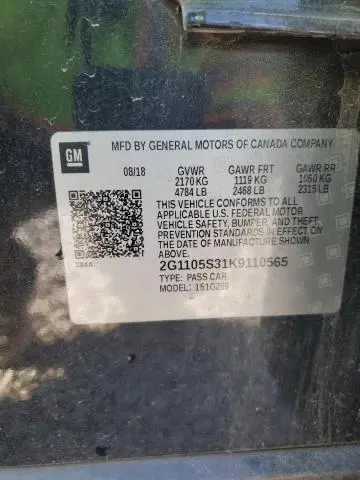 MFD BY GENERAL MOTORS OF CANADA COMPANY
GM
08/18 GVWR GAWR FRT GAWR RR
2170 KG 1119 KG 1050 KG
4784 LB 2468 LB 2315 LB
THIS VEHICLE CONFORMS TO ALL
APPLICABLE U.S. FEDERAL MOTOR
VEHICLE SAFETY, BUMPER, AND THEFT
PREVENTION STANDARDS IN EFFECT ON
THE DATE OF MANUFACTURE SHOWN
ABOVE.
2G1105S31K9110565
TYPE: PASS CAR
MODEL: 1S1GZ69